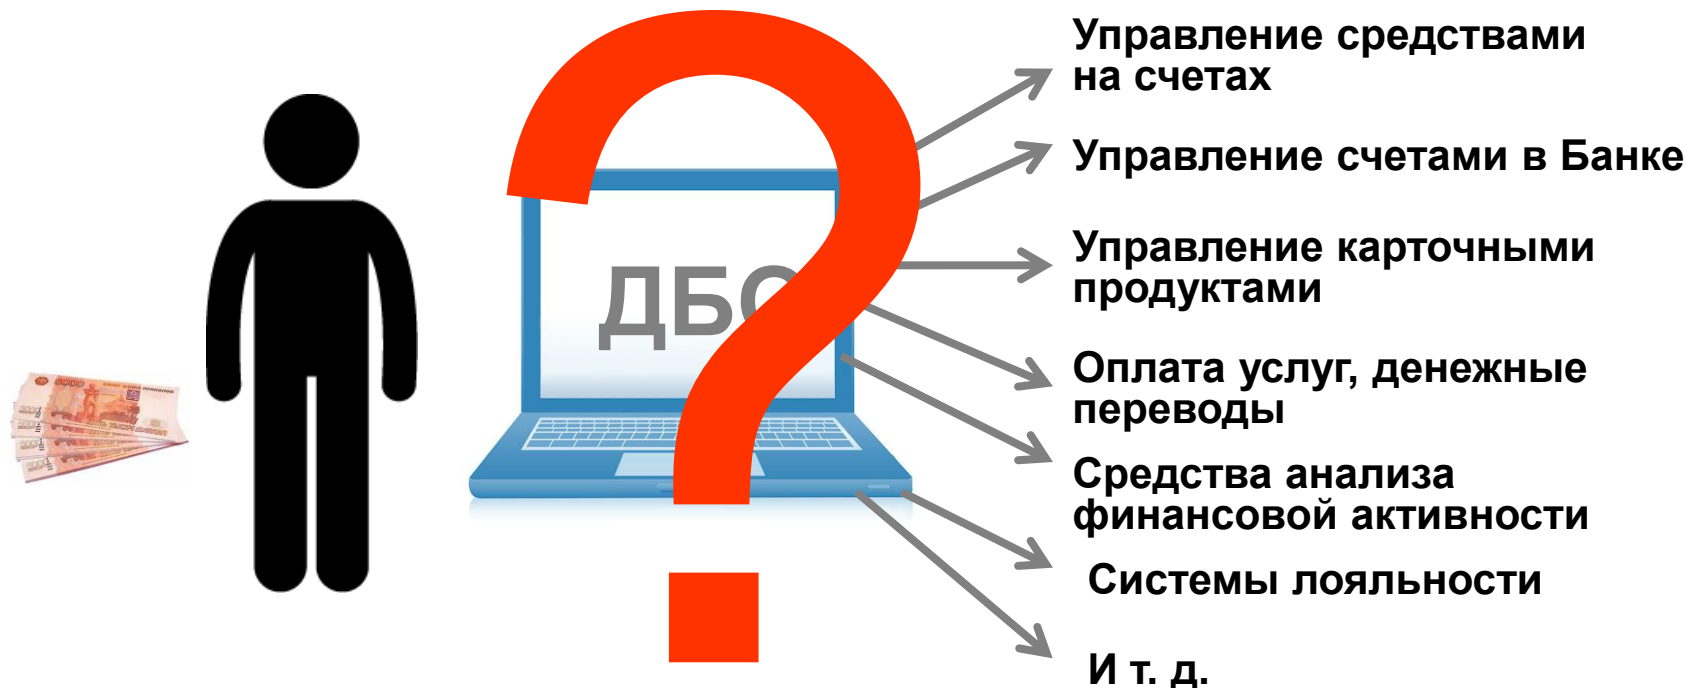 Управление средствами
на счетах
Управление счетами в Банке
ДБО
Управление карточными
продуктами
Оплата услуг, денежные
переводы
Средства анализа
финансовой активности
Системы лояльности
И т. д.
5000